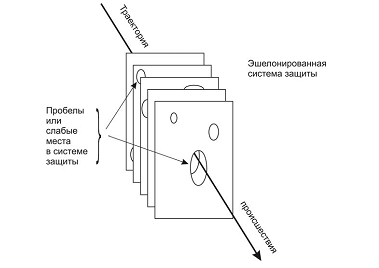 Траектория
Эшелонированная
система защиты
Пробелы
или
слабые
места
в системе
защиты
происшествия